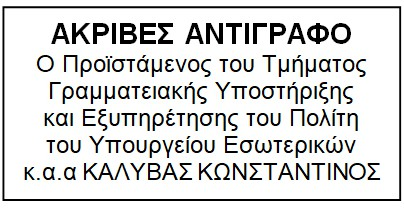 ΑΚΡΙΒΕΣ ΑΝΤΙΓΡΑΦΟ
Ο Προϊστάμενος του Τμήματος
Γραμματειακής Υποστήριξης
και Εξυπηρέτησης του Πολίτη
του Υπουργείου Εσωτερικών
κ.α.α ΚΑΛΥΒΑΣ ΚΩΝΣΤΑΝΤΙΝΟΣ